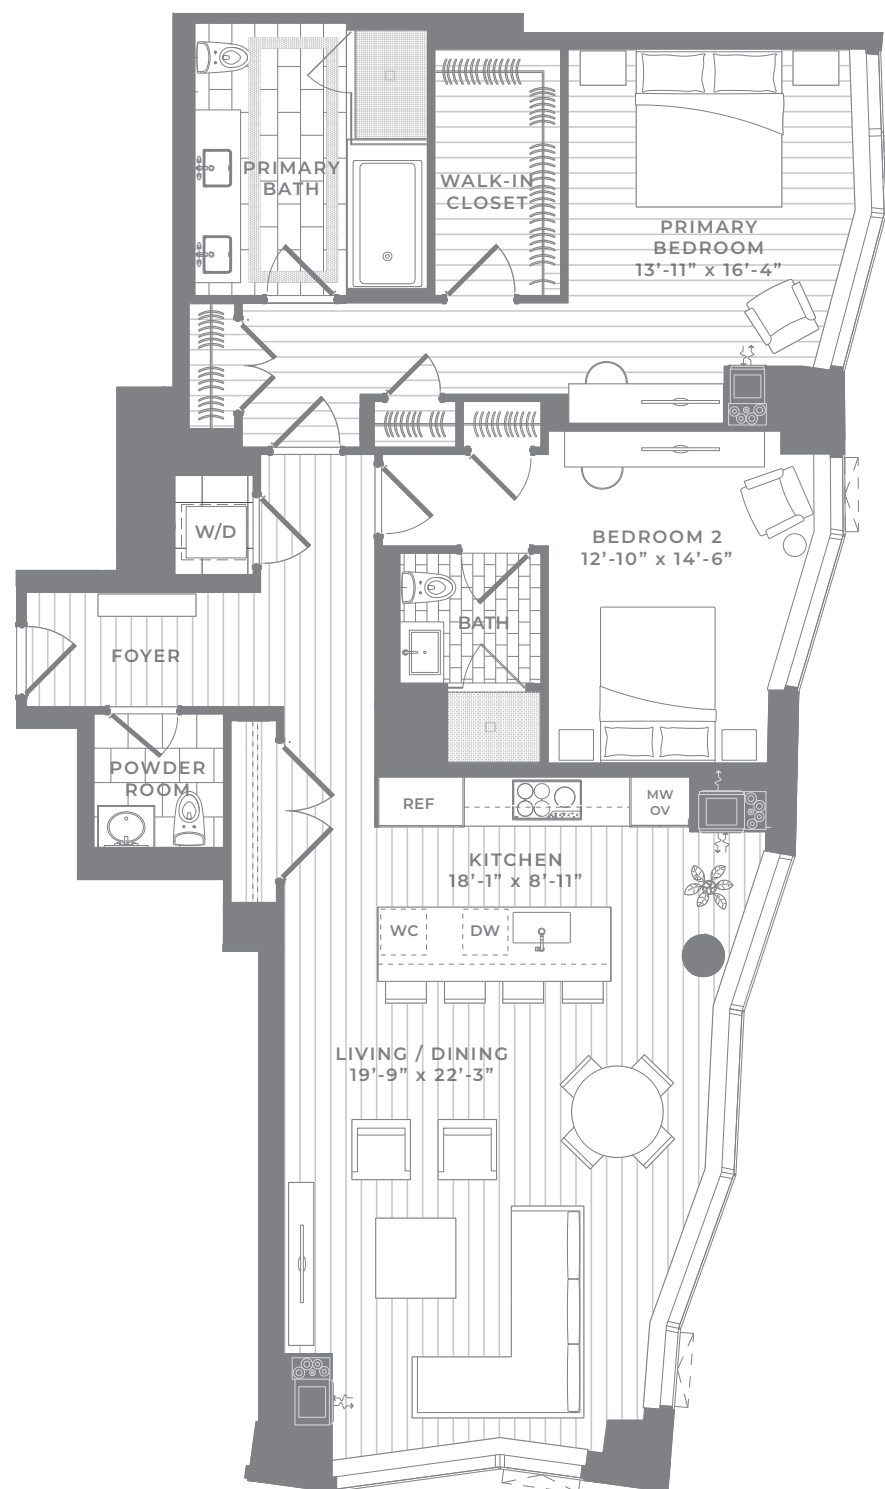 PRIMARY
BATH
WALK-IN
CLOSET
PRIMARY
BEDROOM
13’-11” x 16’-4”
W/D
BEDROOM 2
12’-10” x 14’-6”
BATH
FOYER
POWDER
ROOM
REF
MW
OV
KITCHEN
18’-1” x 8’-11”
WC
DW
LIVING / DINING
19’-9” x 22’-3”